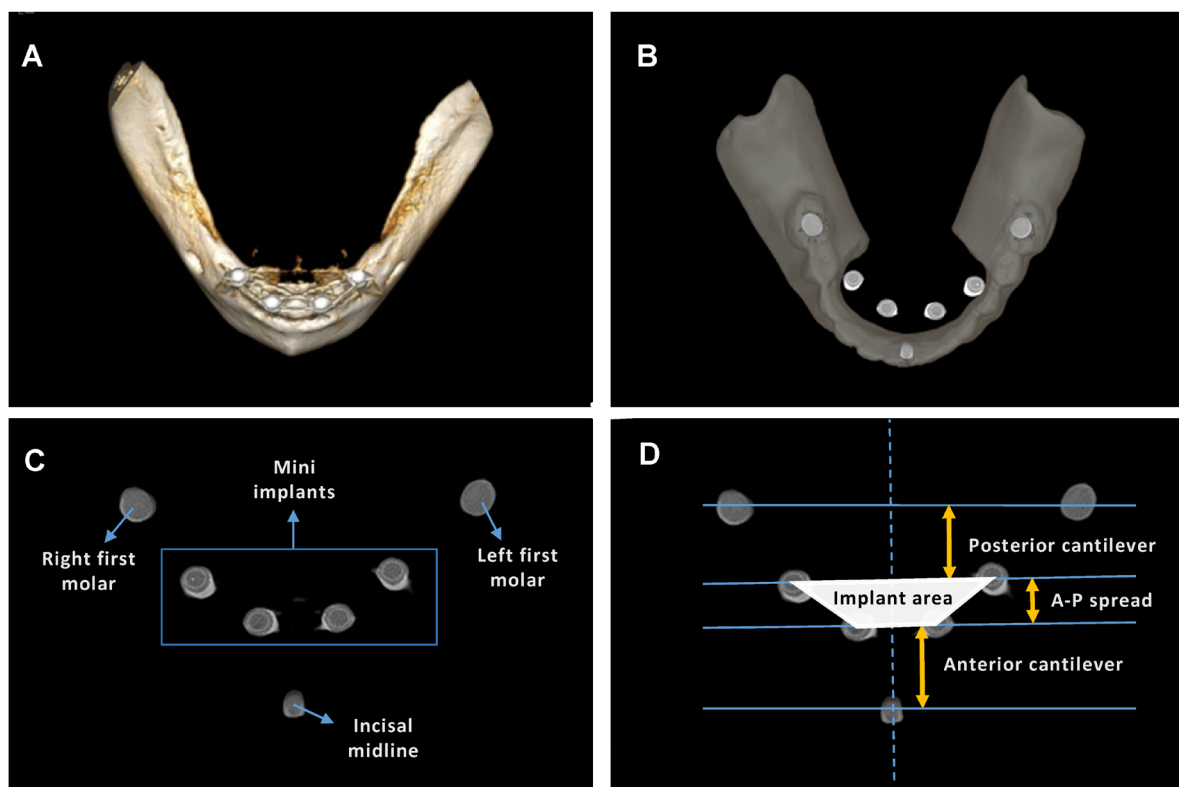 A
B
C
Mini
implants
Right first
molar
Left first
molar
Incisal
midline
D
Posterior cantilever
Implant area
A-P spread
Anterior cantilever